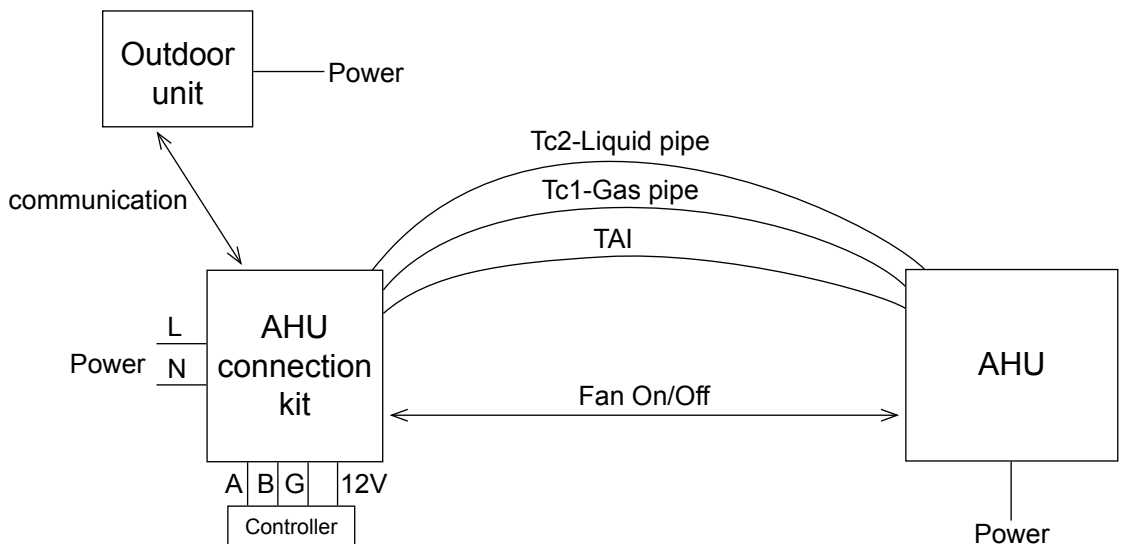 Outdoor
unit
Power
communication
Tc2-Liquid pipe
Tc1-Gas pipe
TAI
L
Power
N
AHU
connection
kit
Fan On/Off
AHU
A B G 12V
Controller
Power